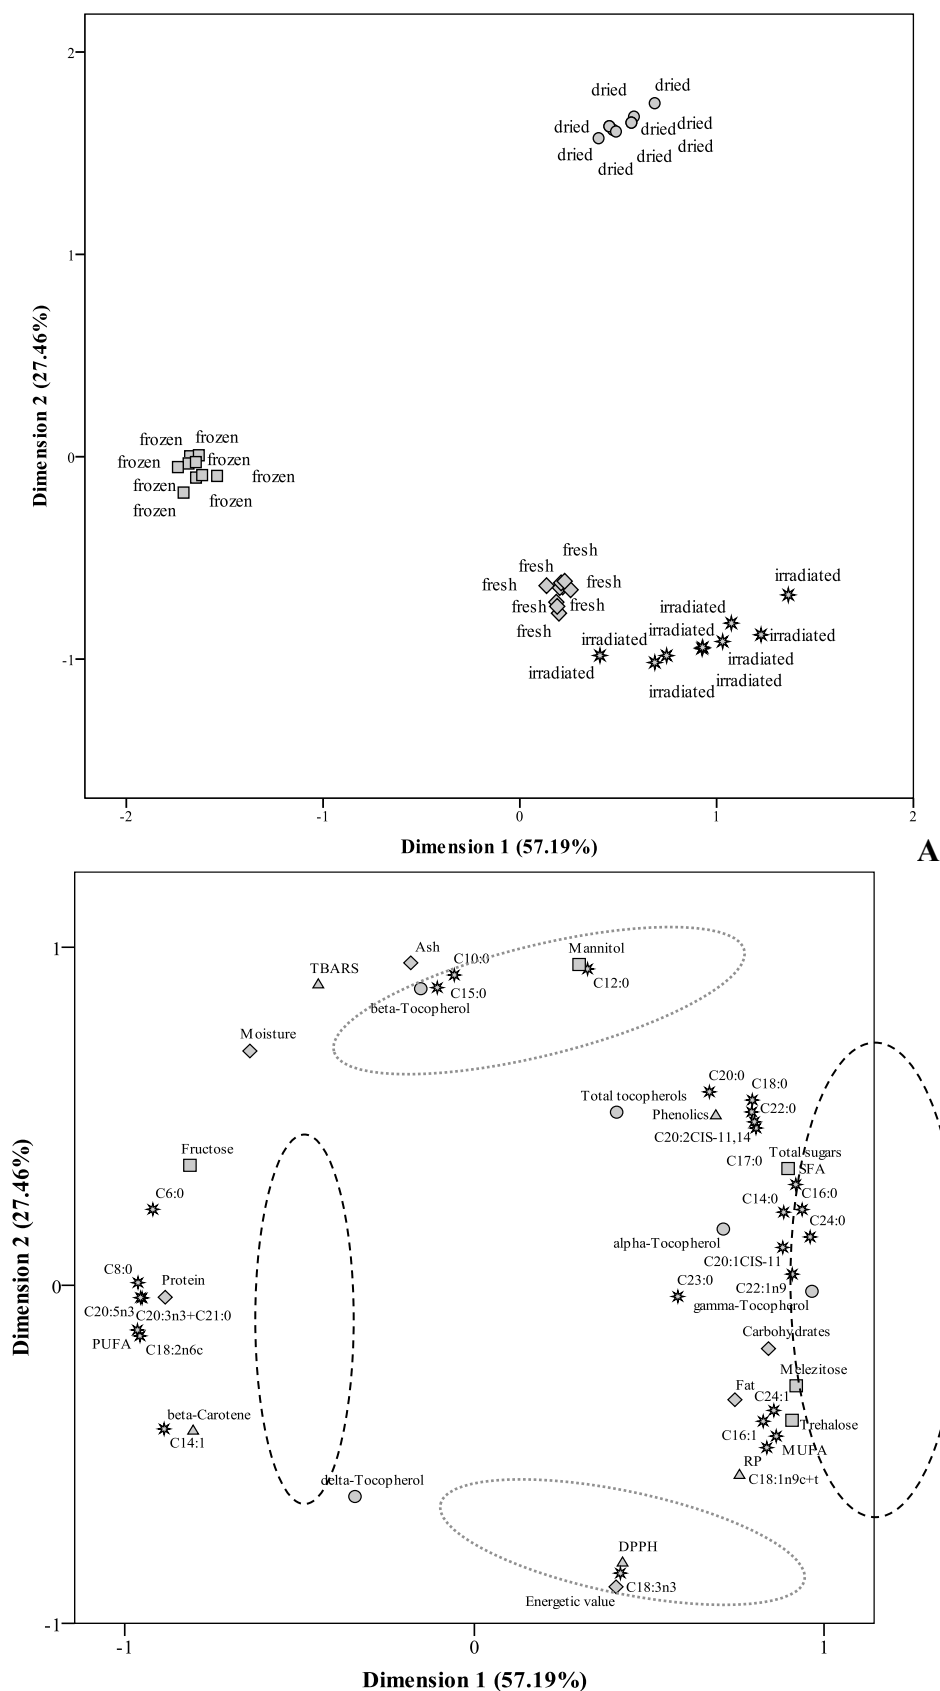 2
dried
dried
dried
dried
dried
dried
dried
dried
dried
1
Dimension 2 (27.46%)
0
frozen
frozen
frozen
frozen
frozen
frozen
frozen
frozen
fresh
fresh
fresh
fresh
fresh
fresh
fresh
irradiated
irradiated
irradiated
irradiated
irradiated
irradiated
irradiated
irradiated
irradiated
-1
-2
-1
0
1
2
Dimension 1 (57.19%)
A
1
Ash
Mannitol
C10:0
TBARS
C12:0
C15:0
beta-Tocopherol
Moisture
C20:0
C18:0
Total tocopherols
C22:0
Phenolics
C20:2CIS-11,14
Fructose
Total sugars
C17:0
SFA
C6:0
C14:0
C16:0
C24:0
alpha-Tocopherol
C20:1CIS-11
Dimension 2 (27.46%)
0
C8:0
Protein
C23:0
C22:1n9
C20:5n3
C20:3n3+C21:0
gamma-Tocopherol
PUFA
C18:2n6c
Carbohydrates
Melezitose
Fat
C24:1
beta-Carotene
Trehalose
C14:1
C16:1
MUPA
RP
delta-Tocopherol
C18:1n9c+t
DPPH
C18:3n3
Energetic value
-1
-1
0
1
Dimension 1 (57.19%)